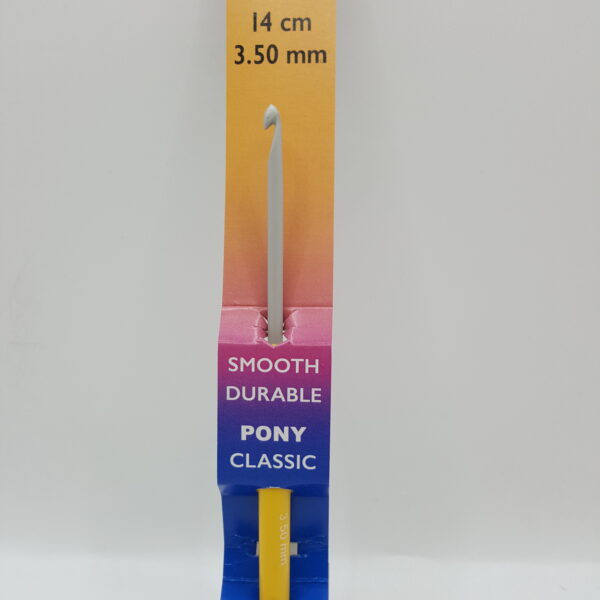 14 cm
3.50 mm
SMOOTH
DURABLE
PONY
CLASSIC
3.50 mm